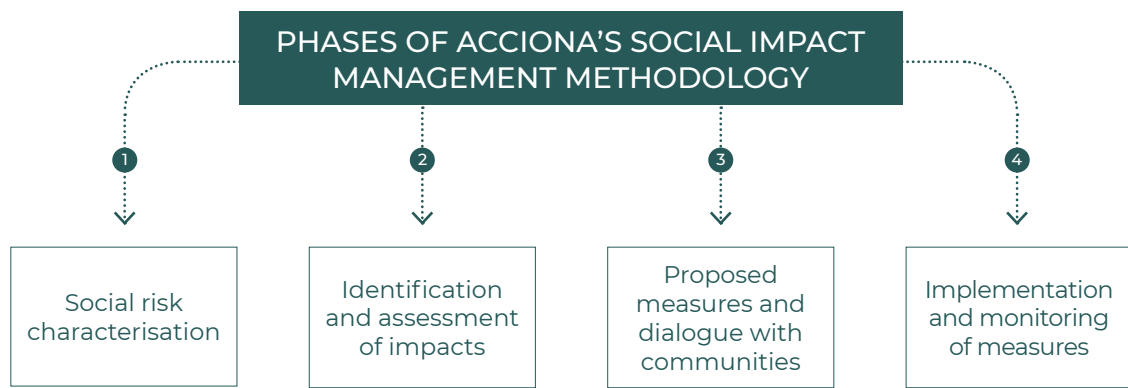 PHASES OF ACCIONA’S SOCIAL IMPACT
MANAGEMENT METHODOLOGY
1
2
3
4
Social risk
characterisation
Identification
and assessment
of impacts
Proposed
measures and
dialogue with
communities
Implementation
and monitoring
of measures